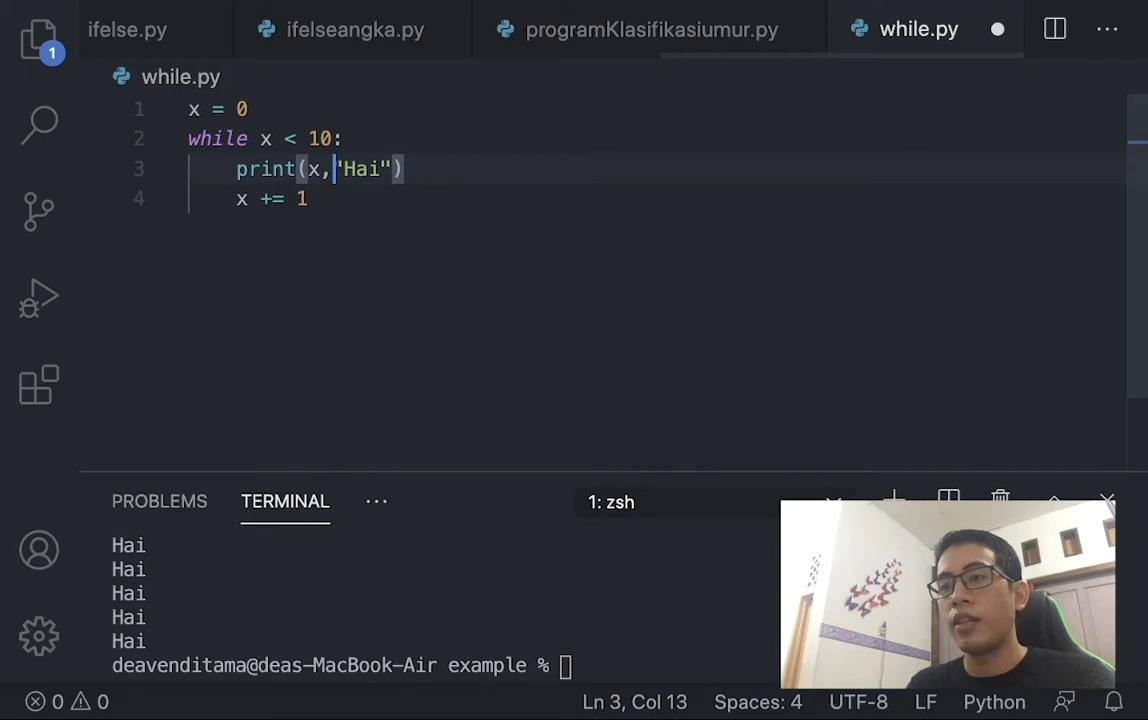 1
ifelse.py
ifelseangka.py
programKlasifikasiumur.py
while.py
while.py
1 x = 0
2 while x < 10:
3 print(x,"Hai")
4 x += 1
PROBLEMS
TERMINAL
1: zsh
Hai
Hai
Hai
Hai
Hai
deavenditama@deas-MacBook-Air example %
0 0
Ln 3, Col 13
Spaces: 4
UTF-8
LF
Python